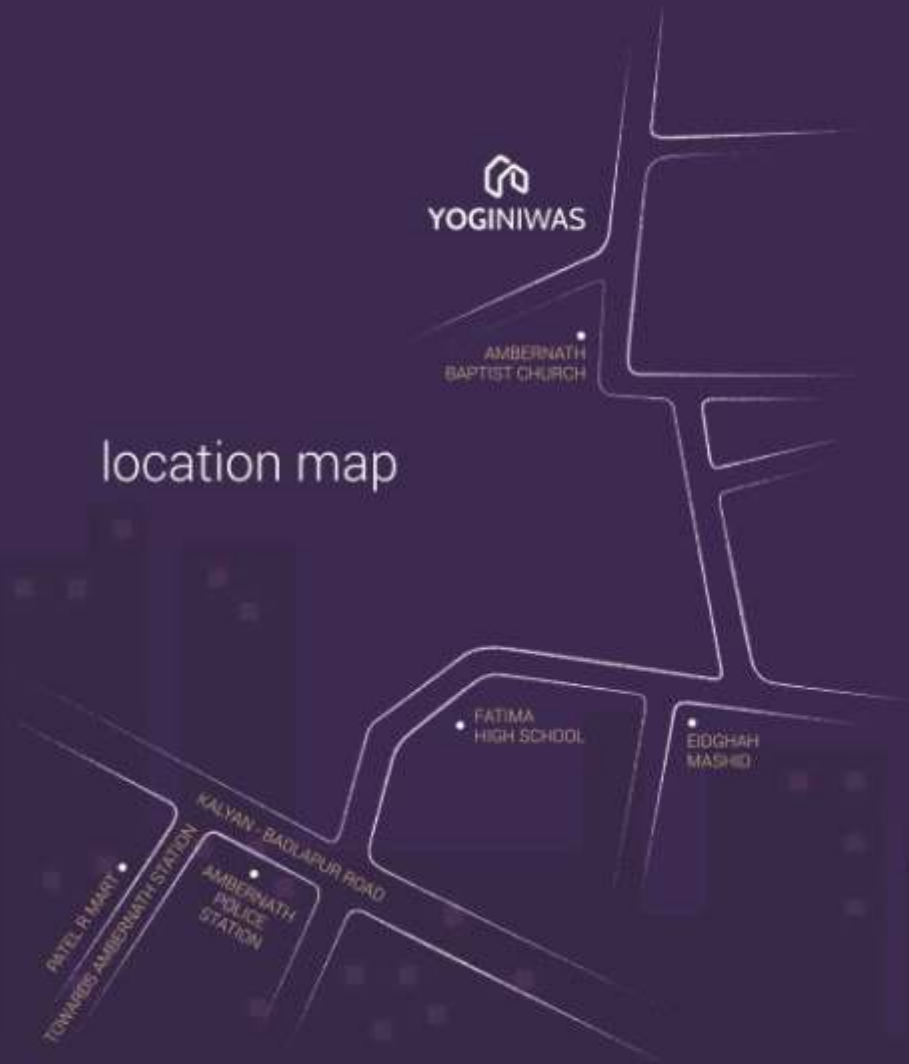 YOGINIWAS
AMBERNATH
BAPTIST CHURCH
location map
FATIMA
HIGH SCHOOL
EIDGHAH
MASHID
KALYAN - BADLAPUR ROAD
AMBERNATH
POLICE
STATION
PATEL R MART
TOWARDS AMBERNATH STATION